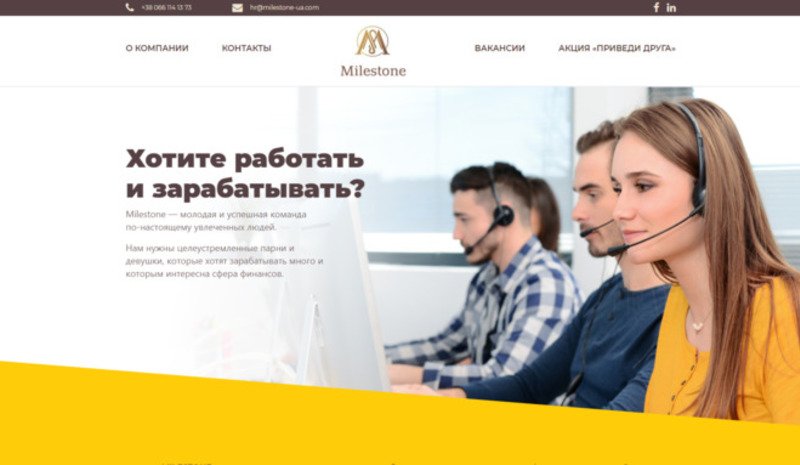 +38 066 114 13 73
hr@milestone-ua.com
О КОМПАНИИ
КОНТАКТЫ
Milestone
ВАКАНСИИ
АКЦИЯ «ПРИВЕДИ ДРУГА»
Хотите работать
и зарабатывать?
Milestone — молодая и успешная команда
по-настоящему увлеченных людей.
Нам нужны целеустремленные парни и
девушки, которые хотят зарабатывать много и
которым интересна сфера финансов.